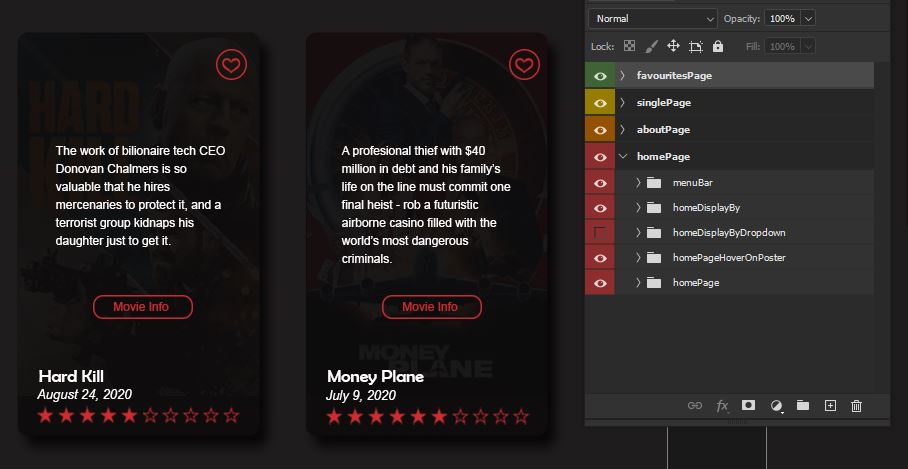 HARD
KILL
The work of bilionaire tech CEO
Donovan Chalmers is so
valuable that he hires
mercenaries to protect it, and a
terrorist group kidnaps his
daughter just to get it.
Movie Info
Hard Kill
August 24, 2020
A profesional thief with $40
million in debt and his family's
life on the line must commit one
final heist - rob a futuristic
airborne casino filled with the
world's most dangerous
criminals.
Movie Info
MONEY
PLANE
Money Plane
July 9, 2020
Normal
Opacity: 100%
Lock:
Fill: 100%
favouritesPage
singlePage
aboutPage
homePage
menuBar
homeDisplayBy
homeDisplayByDropdown
homePageHoverOnPoster
homePage
fx